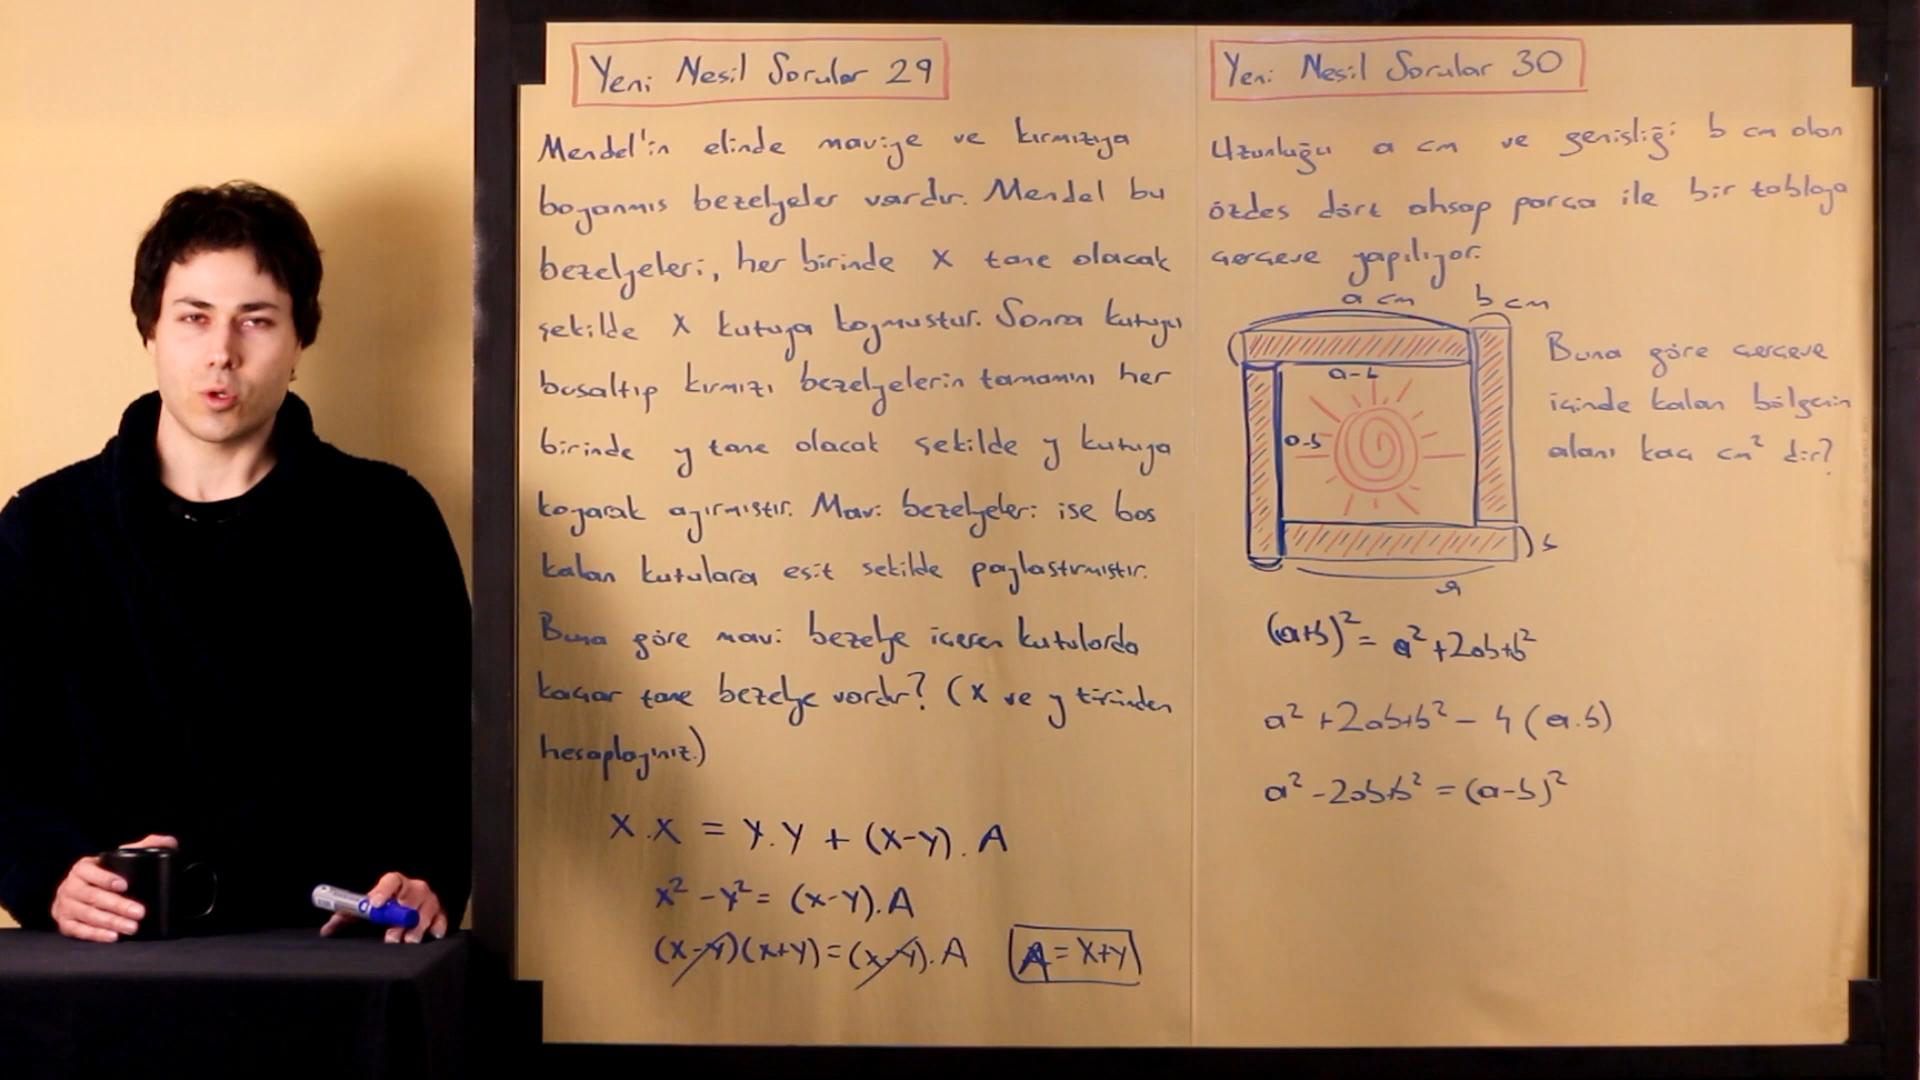 Yeni Nesil Sorular 29
Mendel'in elinde maviye ve kırmızıya
boyanmış bezelyeler vardır. Mendel bu
bezelyeleri, her birinde x tane olacak
şekilde x kutuya koymuştur. Sonra kutuyu
boşaltıp kırmızı bezelyelerin tamamını her
birinde y tane olacak şekilde y kutuya
koyarak ayırmıştır. Mavi bezelyeleri ise boş
kalan kutulara eşit şekilde paylaştırmıştır.
Buna göre mavi bezelye içeren kutularda
kaçar tane bezelye vardır? (x ve y türünden
hesaplayınız.)
x.x = y.y + (x-y).A
x² - y² = (x-y).A
(x-y)(x+y) = (x-y).A
A = x+y
Yeni Nesil Sorular 30
Uzunluğu a cm ve genişliği b cm olan
özdeş dört ahşap parça ile bir tabloya
çerçeve yapılıyor.
a cm
b cm
a-b
a-b
b
a
Buna göre çerçeve
içinde kalan bölgenin
alanı kaç cm² dir?
(a+b)² = a²+2ab+b²
a²+2ab+b² - 4(a.b)
a²-2ab+b² = (a-b)²